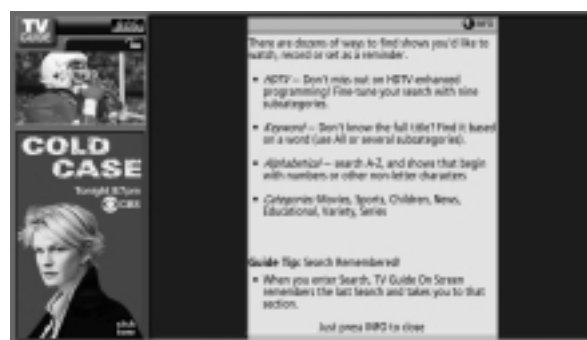 TV
GUIDE
INFO
There are dozens of ways to find shows you'd like to
watch, record or set as a reminder.
• HDTV – Don't miss out on HDTV enhanced
programming! Fine-tune your search with nine
subcategories.
• Keyword – Don't know the full title? Find it based
on a word (use All or several subcategories).
• Alphabetical – search A-Z, and shows that begin
with numbers or other non-letter characters
• Categories: Movies, Sports, Children, News,
Educational, Variety, Series
Guide Tip: Search Remembered!
• When you enter Search, TV Guide On Screen
remembers the last Search and takes you to that
section.
Just press INFO to close
COLD
CASE
Tonight 8/7pm
CBS
click
here